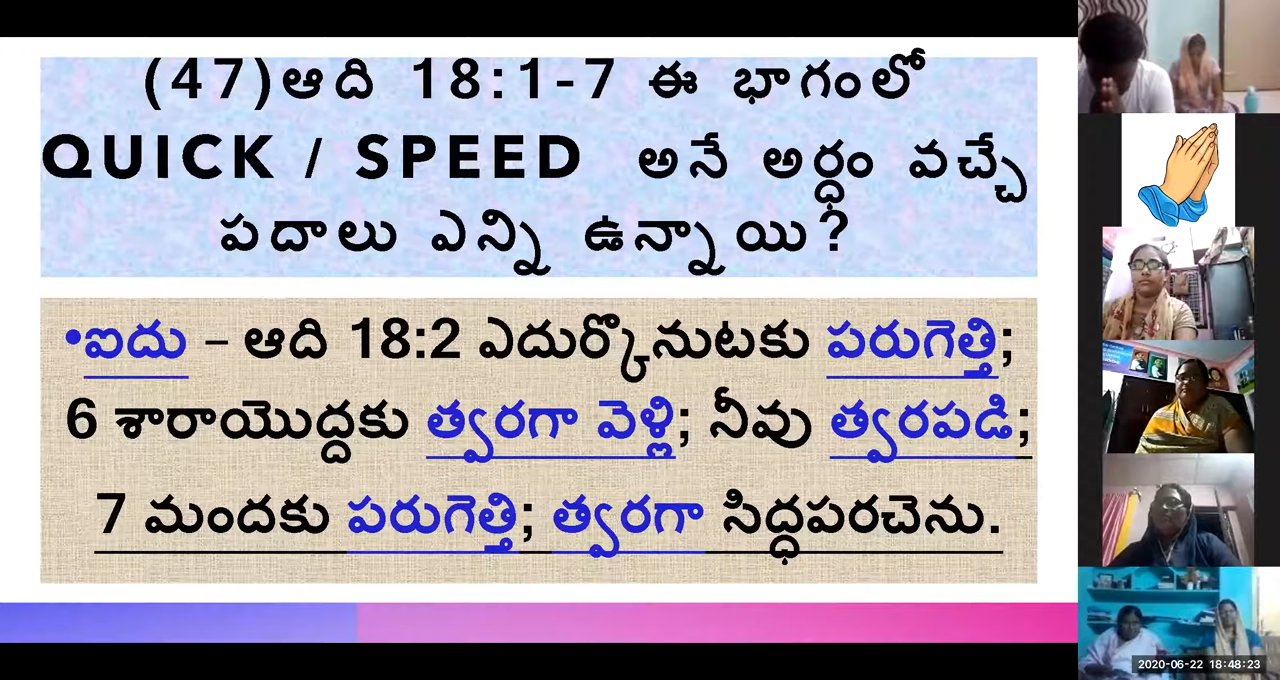 (47)ఆది 18:1-7 ఈ భాగంలో
QUICK / SPEED అనే అర్ధం వచ్చే
పదాలు ఎన్ని ఉన్నాయి?
•ఐదు – ఆది 18:2 ఎదుర్కొనుటకు పరుగెత్తి;
6 శారాయొద్దకు త్వరగా వెళ్లి; నీవు త్వరపడి;
7 మందకు పరుగెత్తి; త్వరగా సిద్ధపరచెను.
2020-06-22 18:48:23